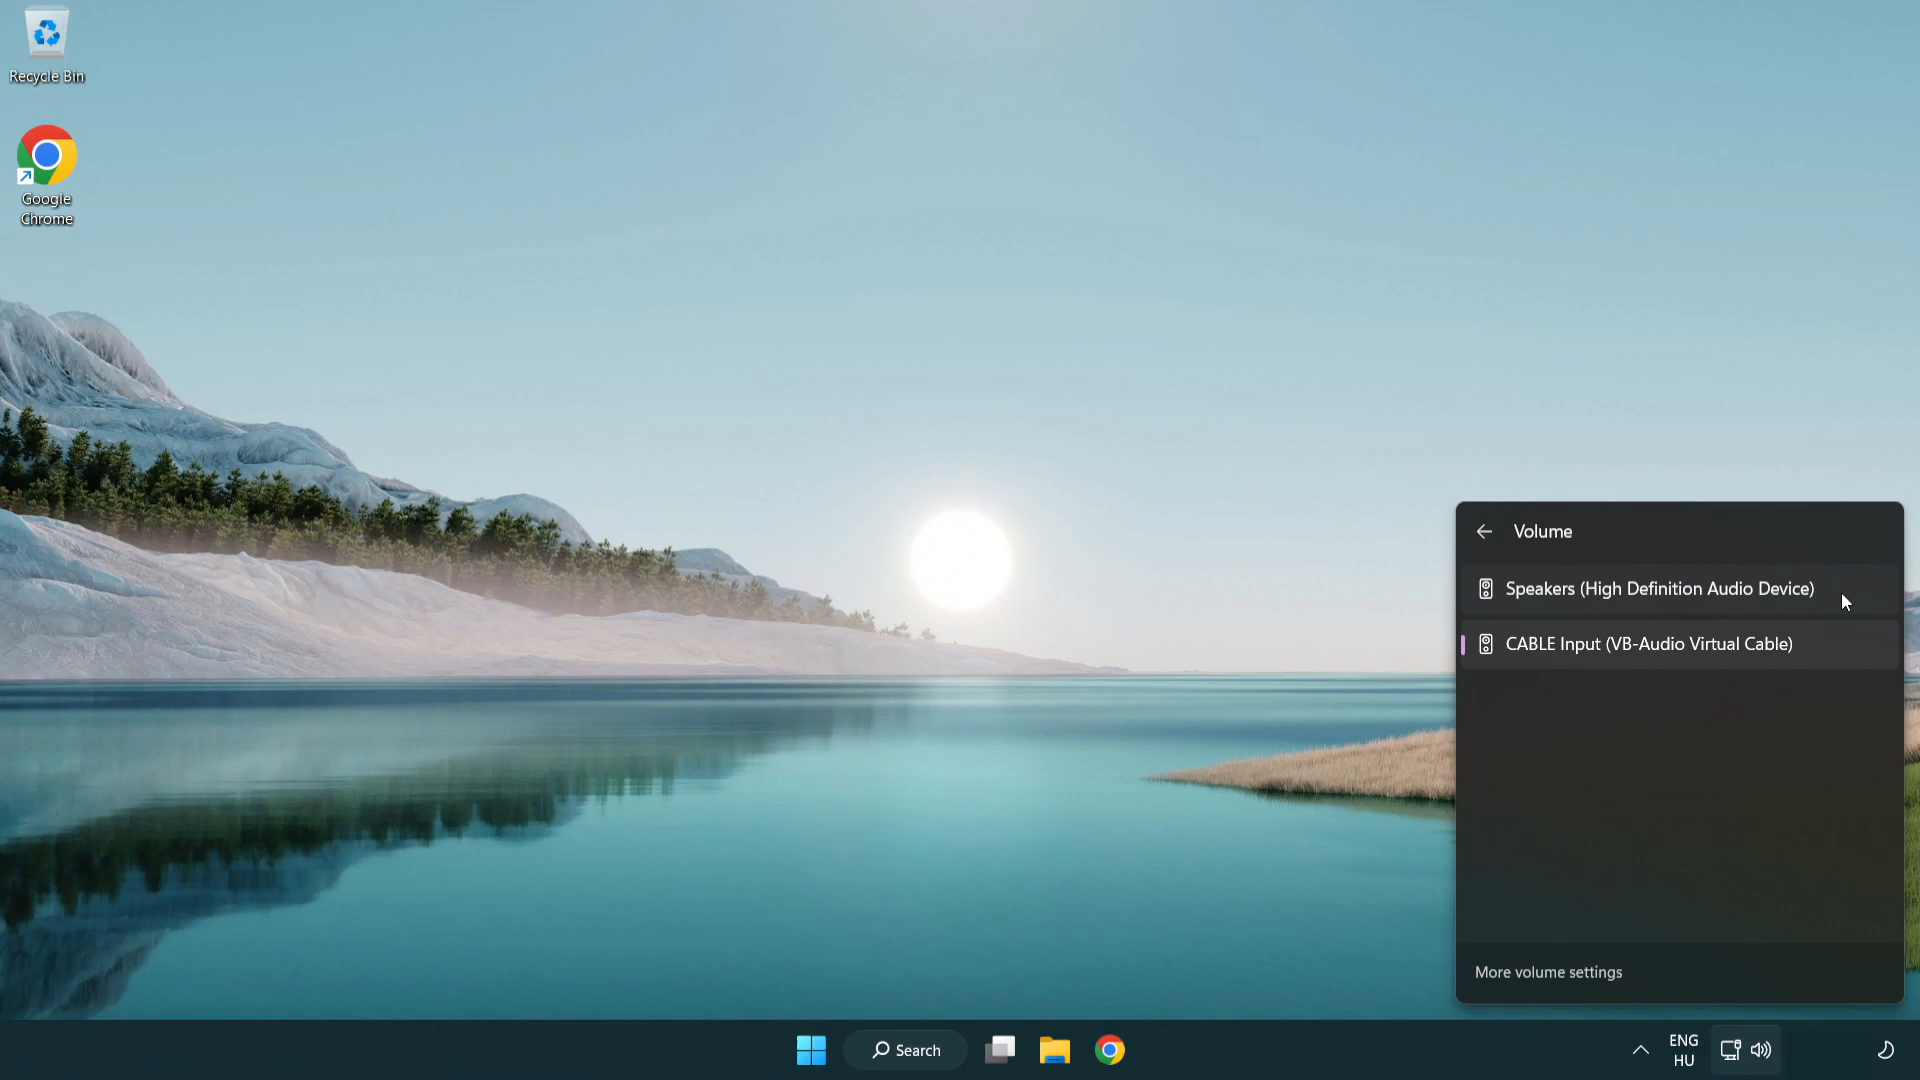 Recycle Bin
Google
Chrome
Volume
Speakers (High Definition Audio Device)
CABLE Input (VB-Audio Virtual Cable)
More volume settings
Search
ENG
HU